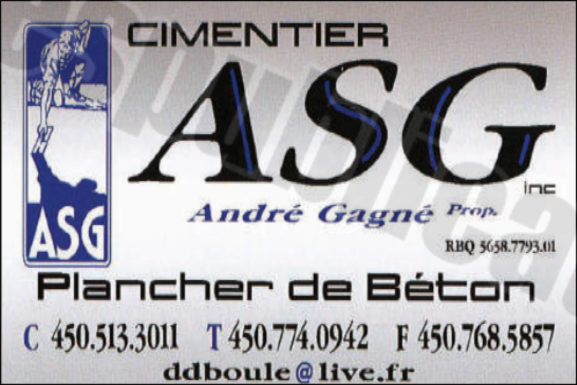 CIMENTIER
ASG
inc
André Gagné Prop.
RBQ 5658.7793.01
ASG
Plancher de Béton
C 450.513.3011 T 450.774.0942 F 450.768.5857
ddboule@live.fr